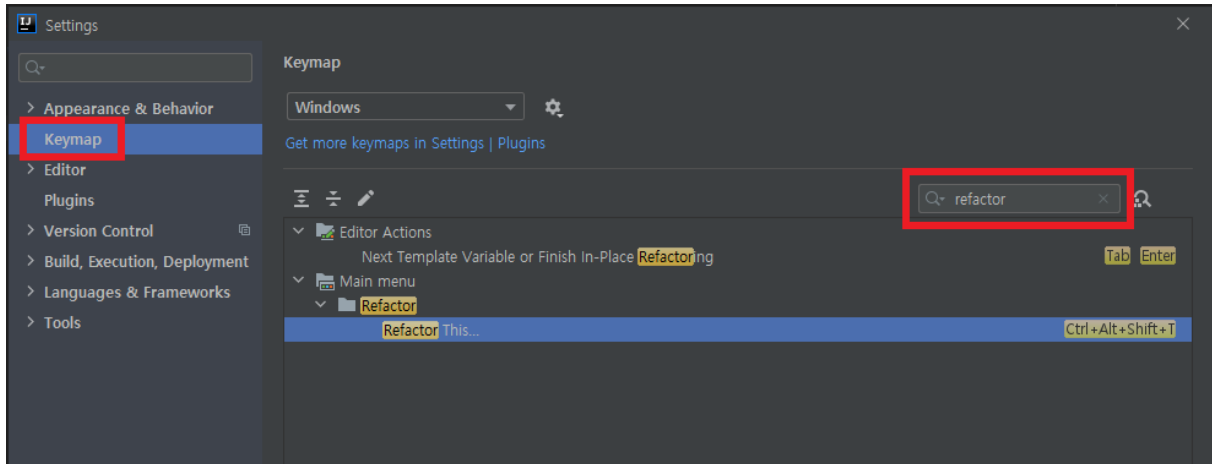 IJ Settings
Keymap
Appearance & Behavior
Keymap
Editor
Plugins
Version Control
Build, Execution, Deployment
Languages & Frameworks
Tools
Windows
Get more keymaps in Settings | Plugins
refactor
Editor Actions
Next Template Variable or Finish In-Place Refactoring Tab Enter
Main menu
Refactor
Refactor This... Ctrl+Alt+Shift+T